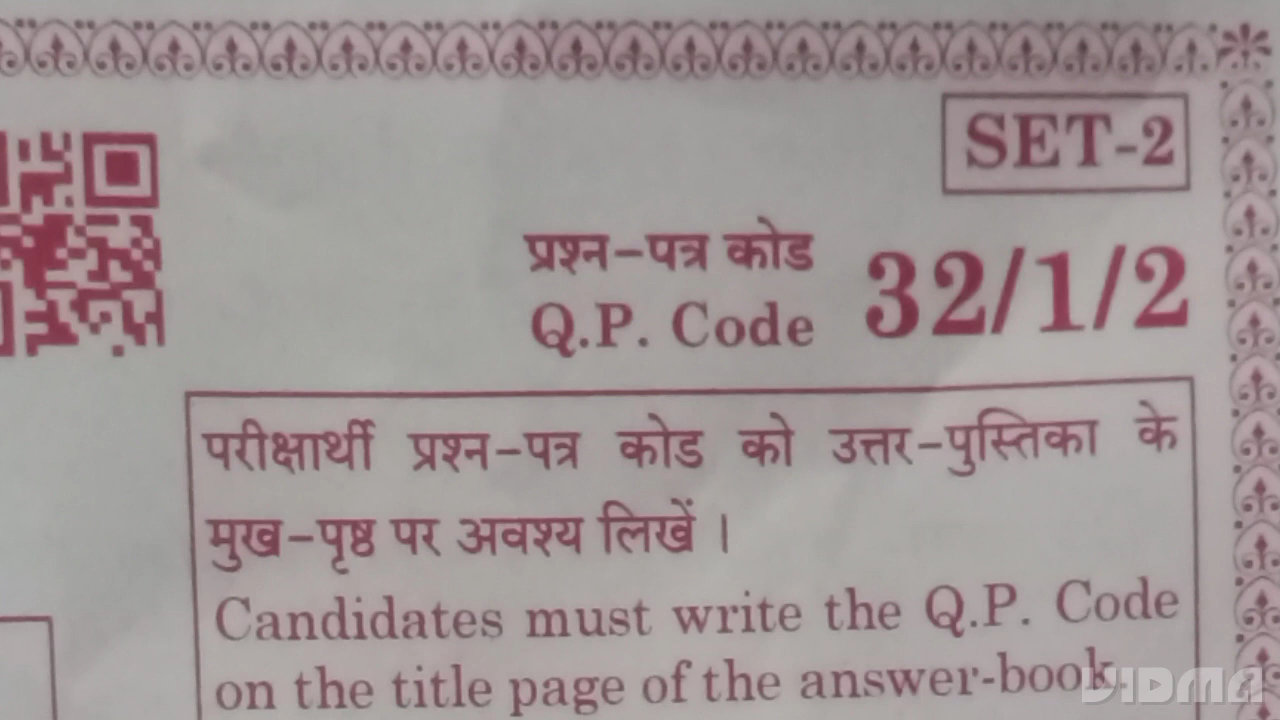 SET-2
प्रश्न-पत्र कोड
Q.P. Code 32/1/2
परीक्षार्थी प्रश्न-पत्र कोड को उत्तर-पुस्तिका के
मुख-पृष्ठ पर अवश्य लिखें ।
Candidates must write the Q.P. Code
on the title page of the answer-book.
VIDMA